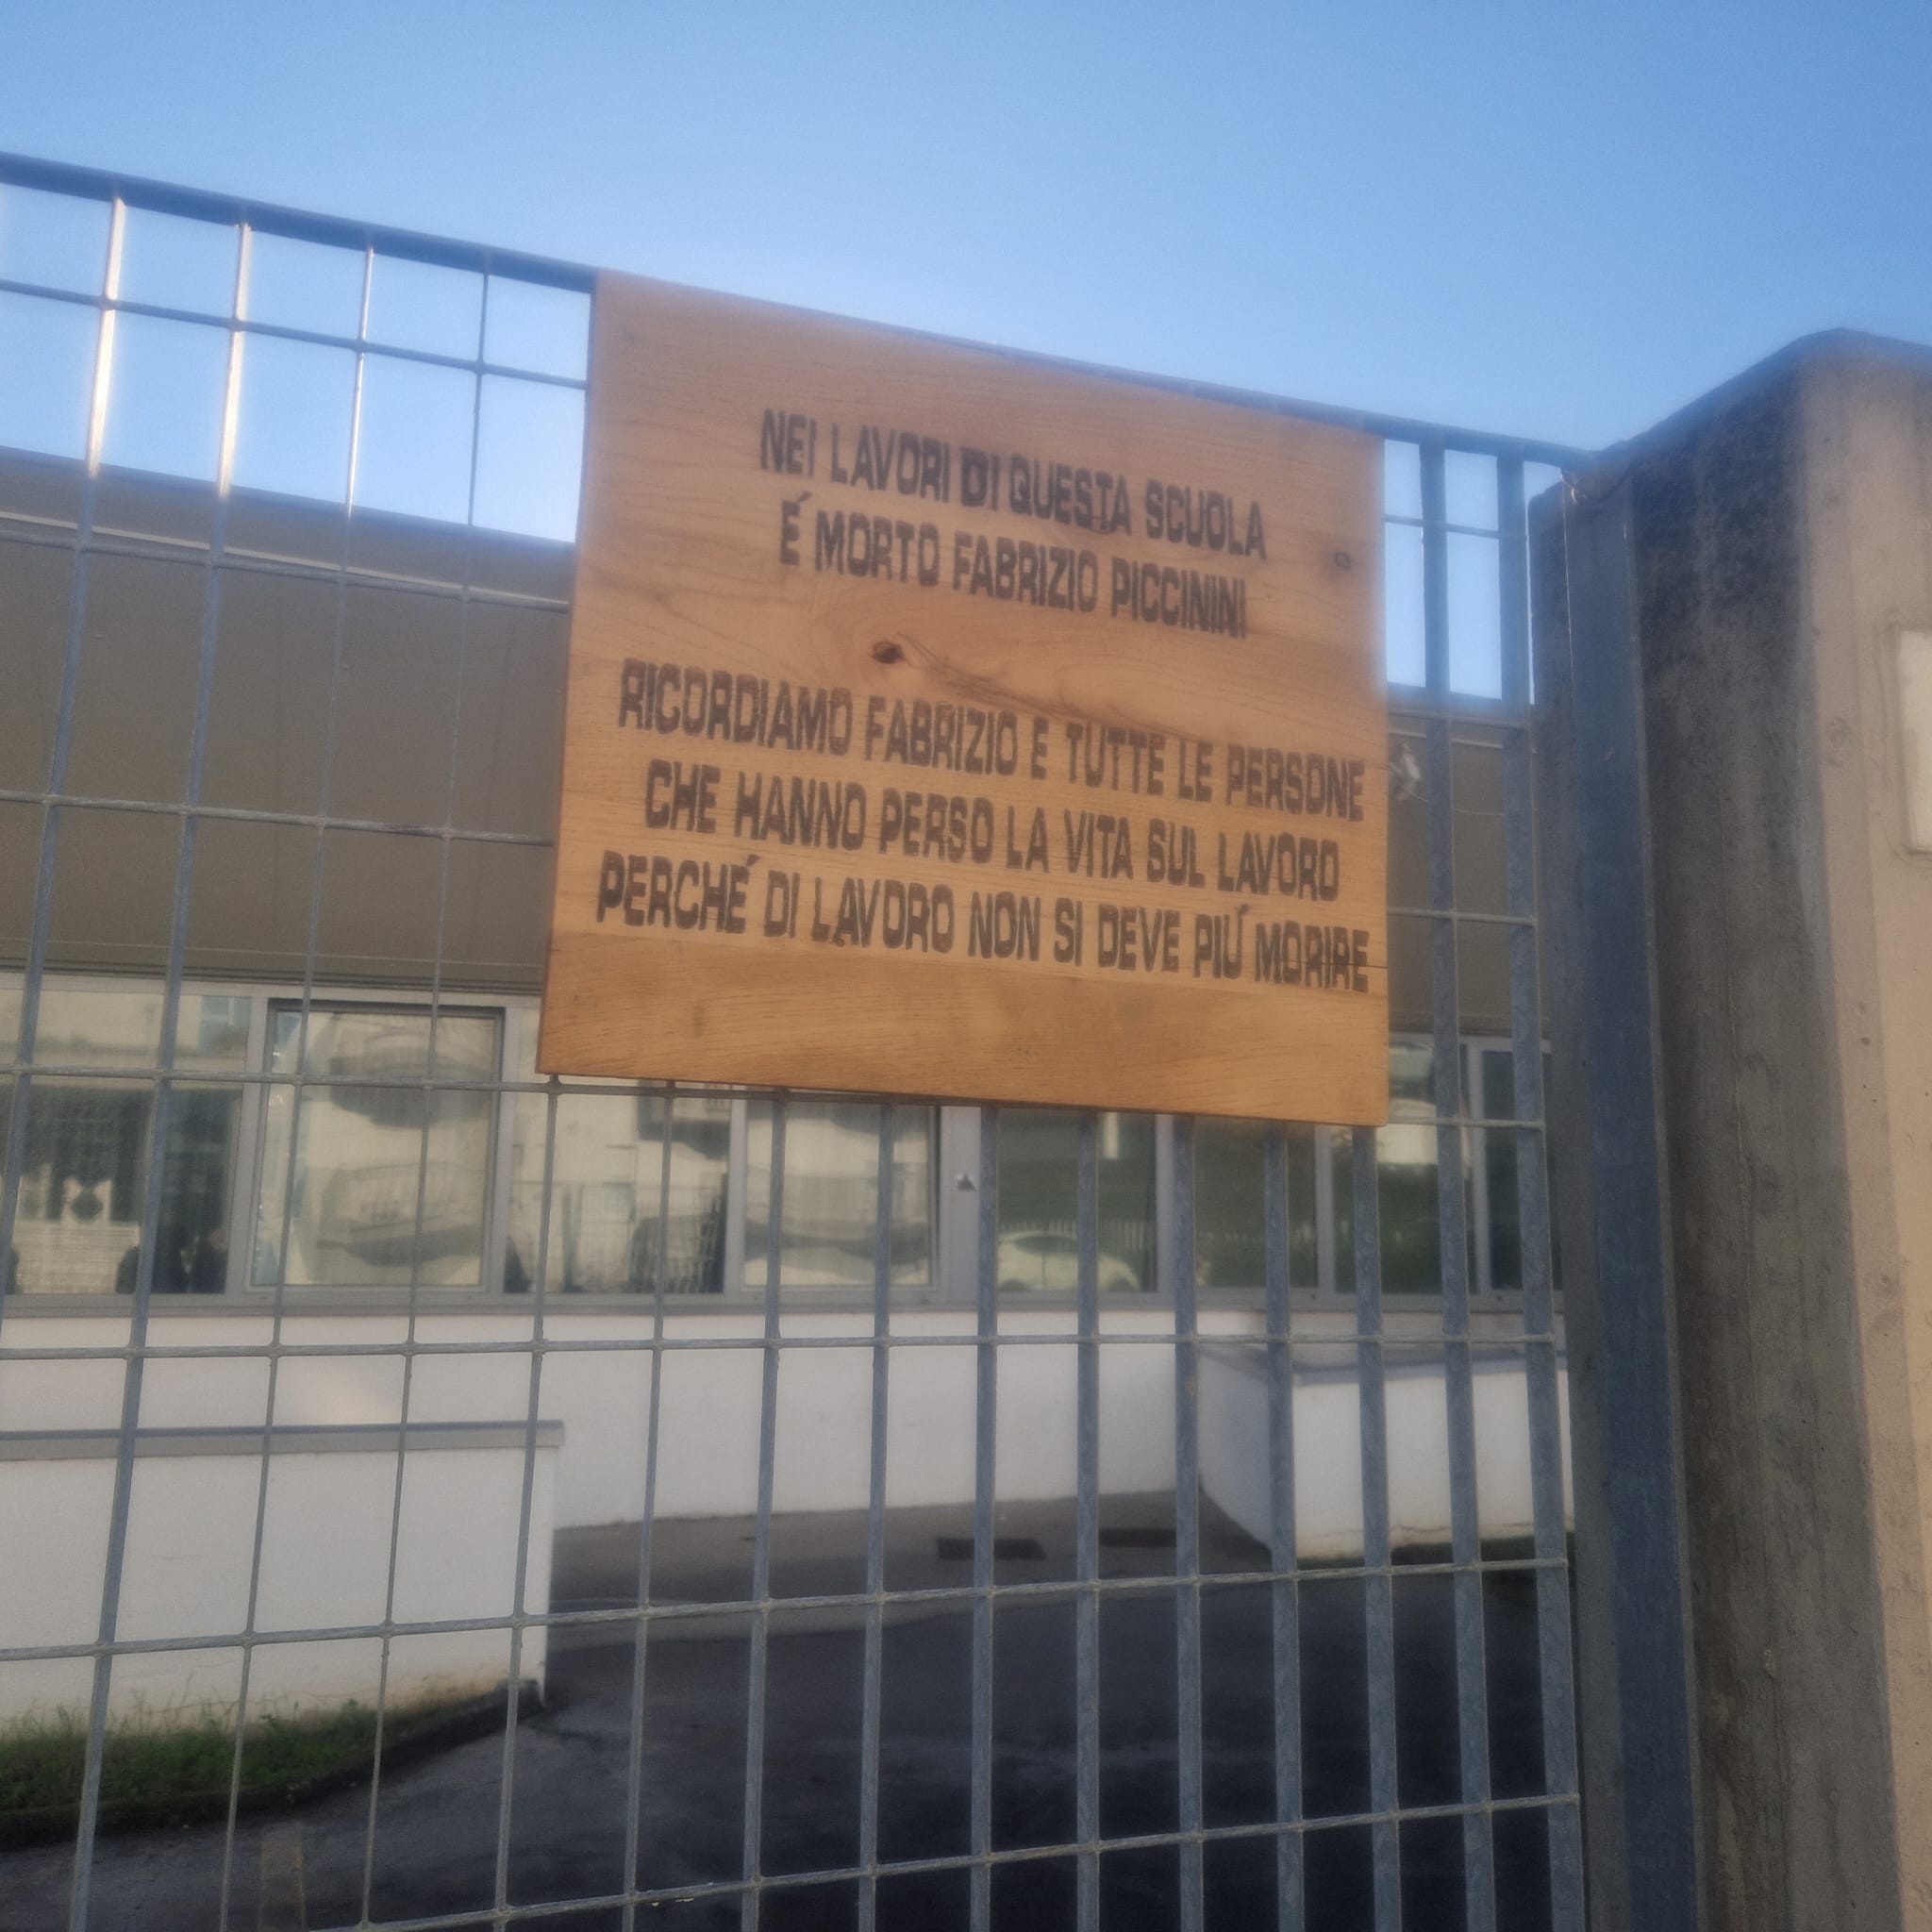 NEI LAVORI DI QUESTA SCUOLA
É MORTO FABRIZIO PICCININI
RICORDIAMO FABRIZIO E TUTTE LE PERSONE
CHE HANNO PERSO LA VITA SUL LAVORO
PERCHÉ DI LAVORO NON SI DEVE PIÚ MORIRE